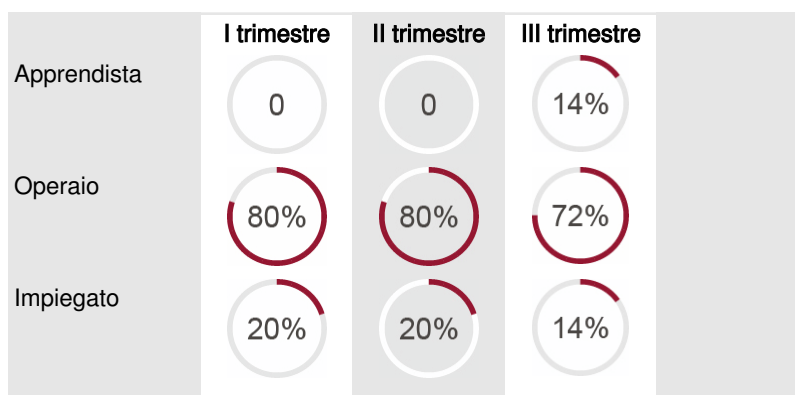 I trimestre II trimestre III trimestre
Apprendista 0 0 14%
Operaio 80% 80% 72%
Impiegato 20% 20% 14%